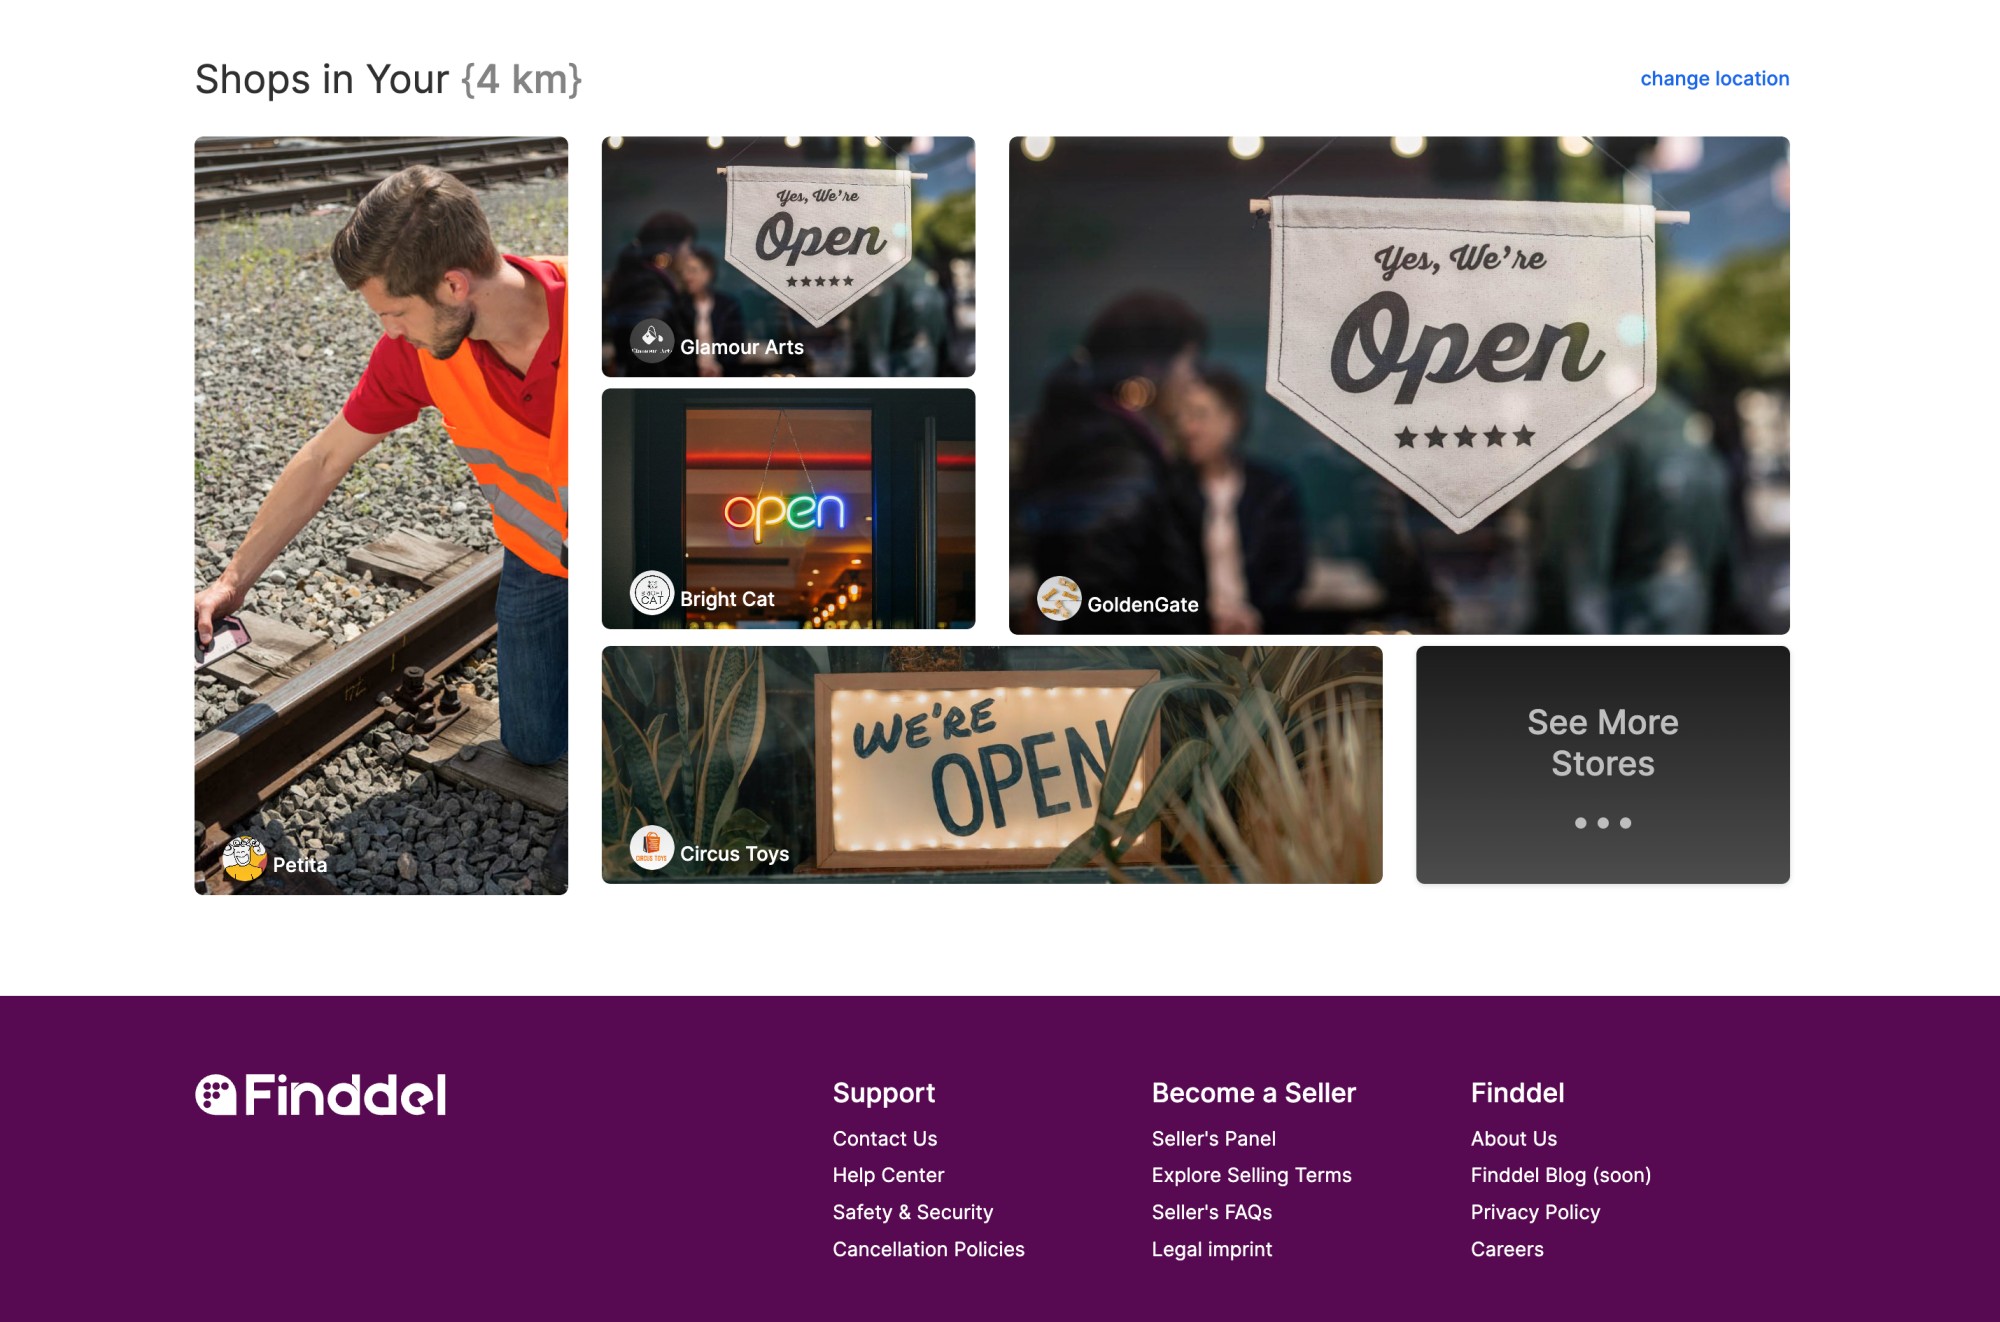 Shops in Your {4 km}
change location
Yes, We're
Open
★★★★★
Glamour Arts
open
CAT
Bright Cat
Yes, We're
Open
★★★★★
GoldenGate
Petita
WE'RE
OPEN
CIRCUS TOYS
Circus Toys
See More
Stores
Finddel
Support
Contact Us
Help Center
Safety & Security
Cancellation Policies
Become a Seller
Seller's Panel
Explore Selling Terms
Seller's FAQs
Legal imprint
Finddel
About Us
Finddel Blog (soon)
Privacy Policy
Careers